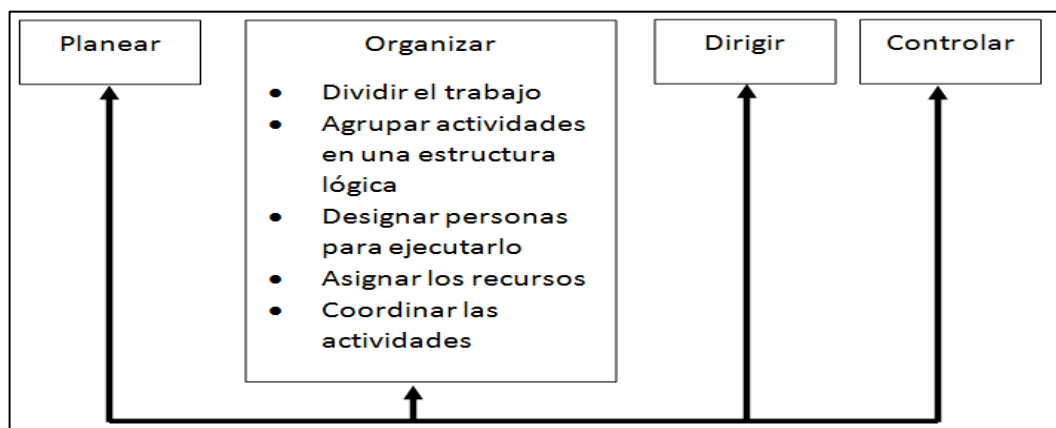 Planear
Organizar
• Dividir el trabajo
• Agrupar actividades
en una estructura
lógica
• Designar personas
para ejecutarlo
• Asignar los recursos
• Coordinar las
actividades
Dirigir
Controlar